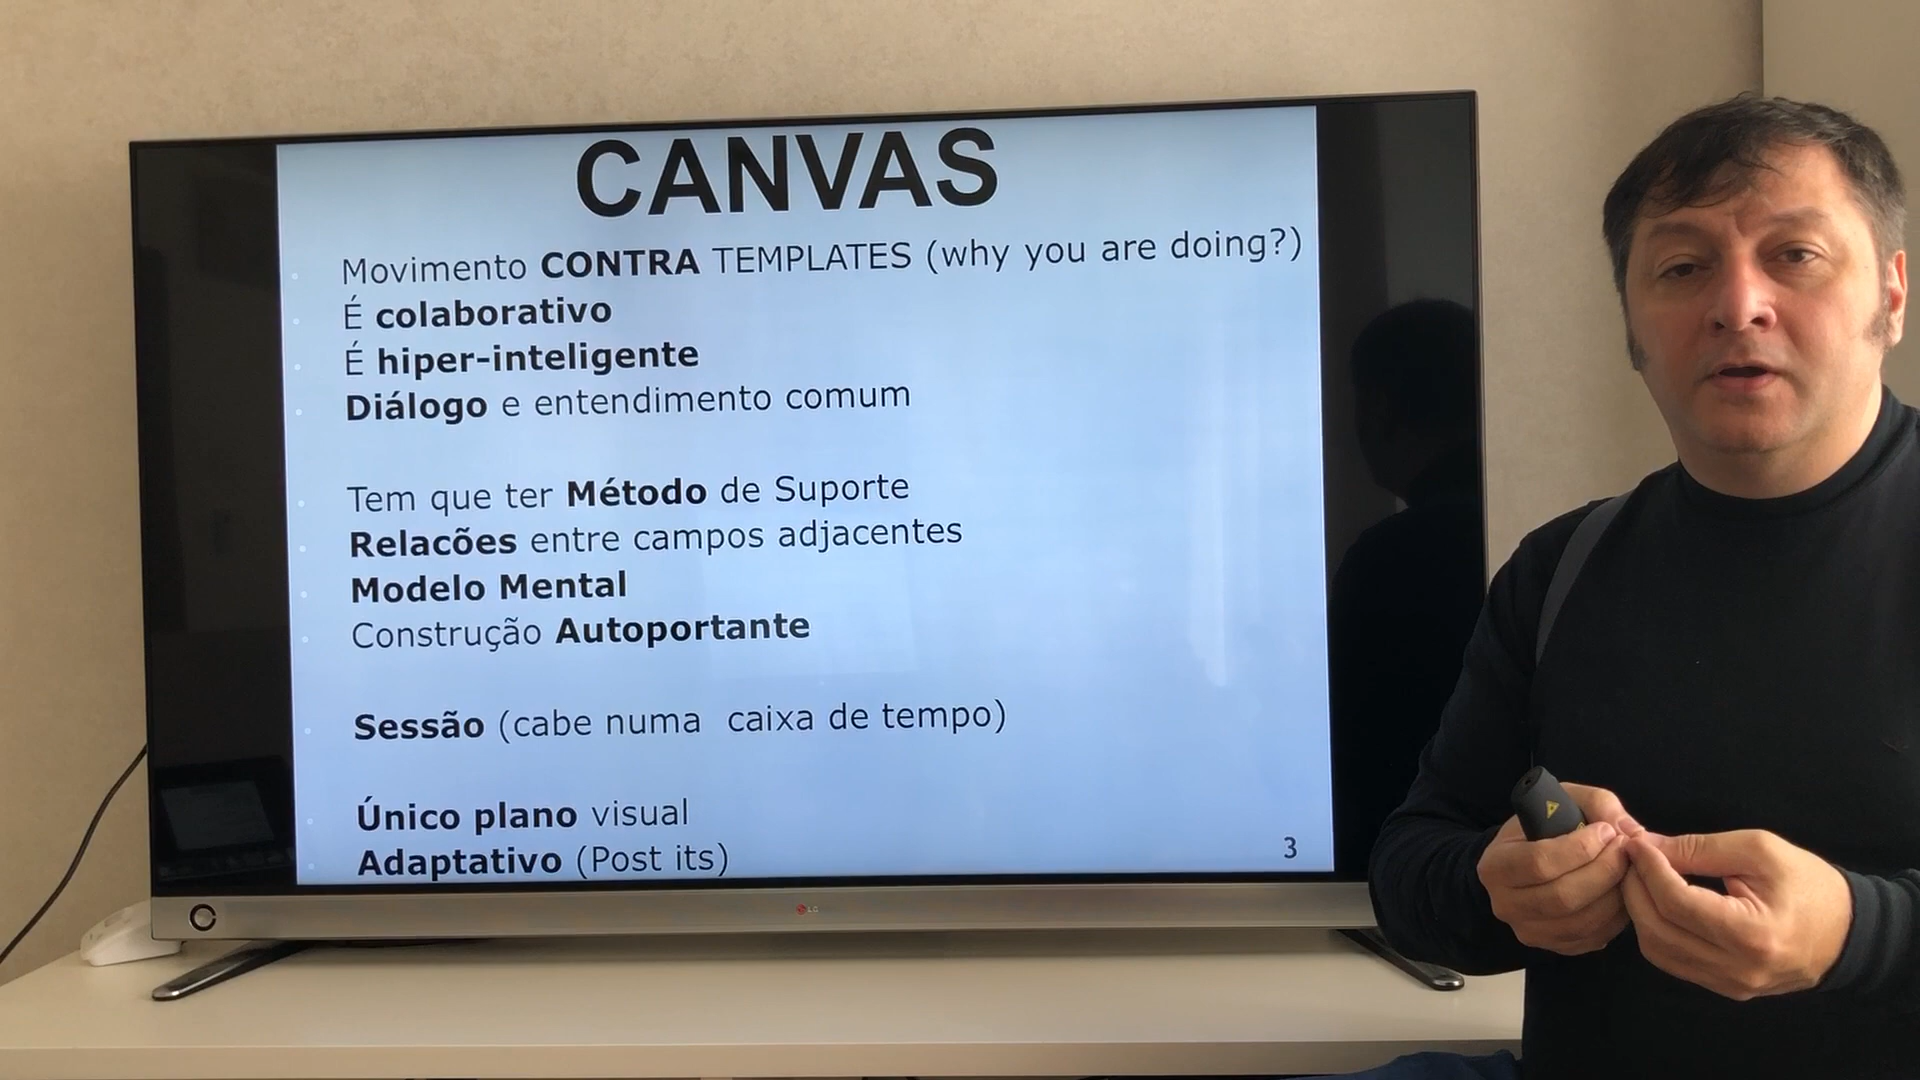 CANVAS
Movimento CONTRA TEMPLATES (why you are doing?)
É colaborativo
É hiper-inteligente
Diálogo e entendimento comum
Tem que ter Método de Suporte
Relacões entre campos adjacentes
Modelo Mental
Construção Autoportante
Sessão (cabe numa caixa de tempo)
Único plano visual
Adaptativo (Post its)
3
LG